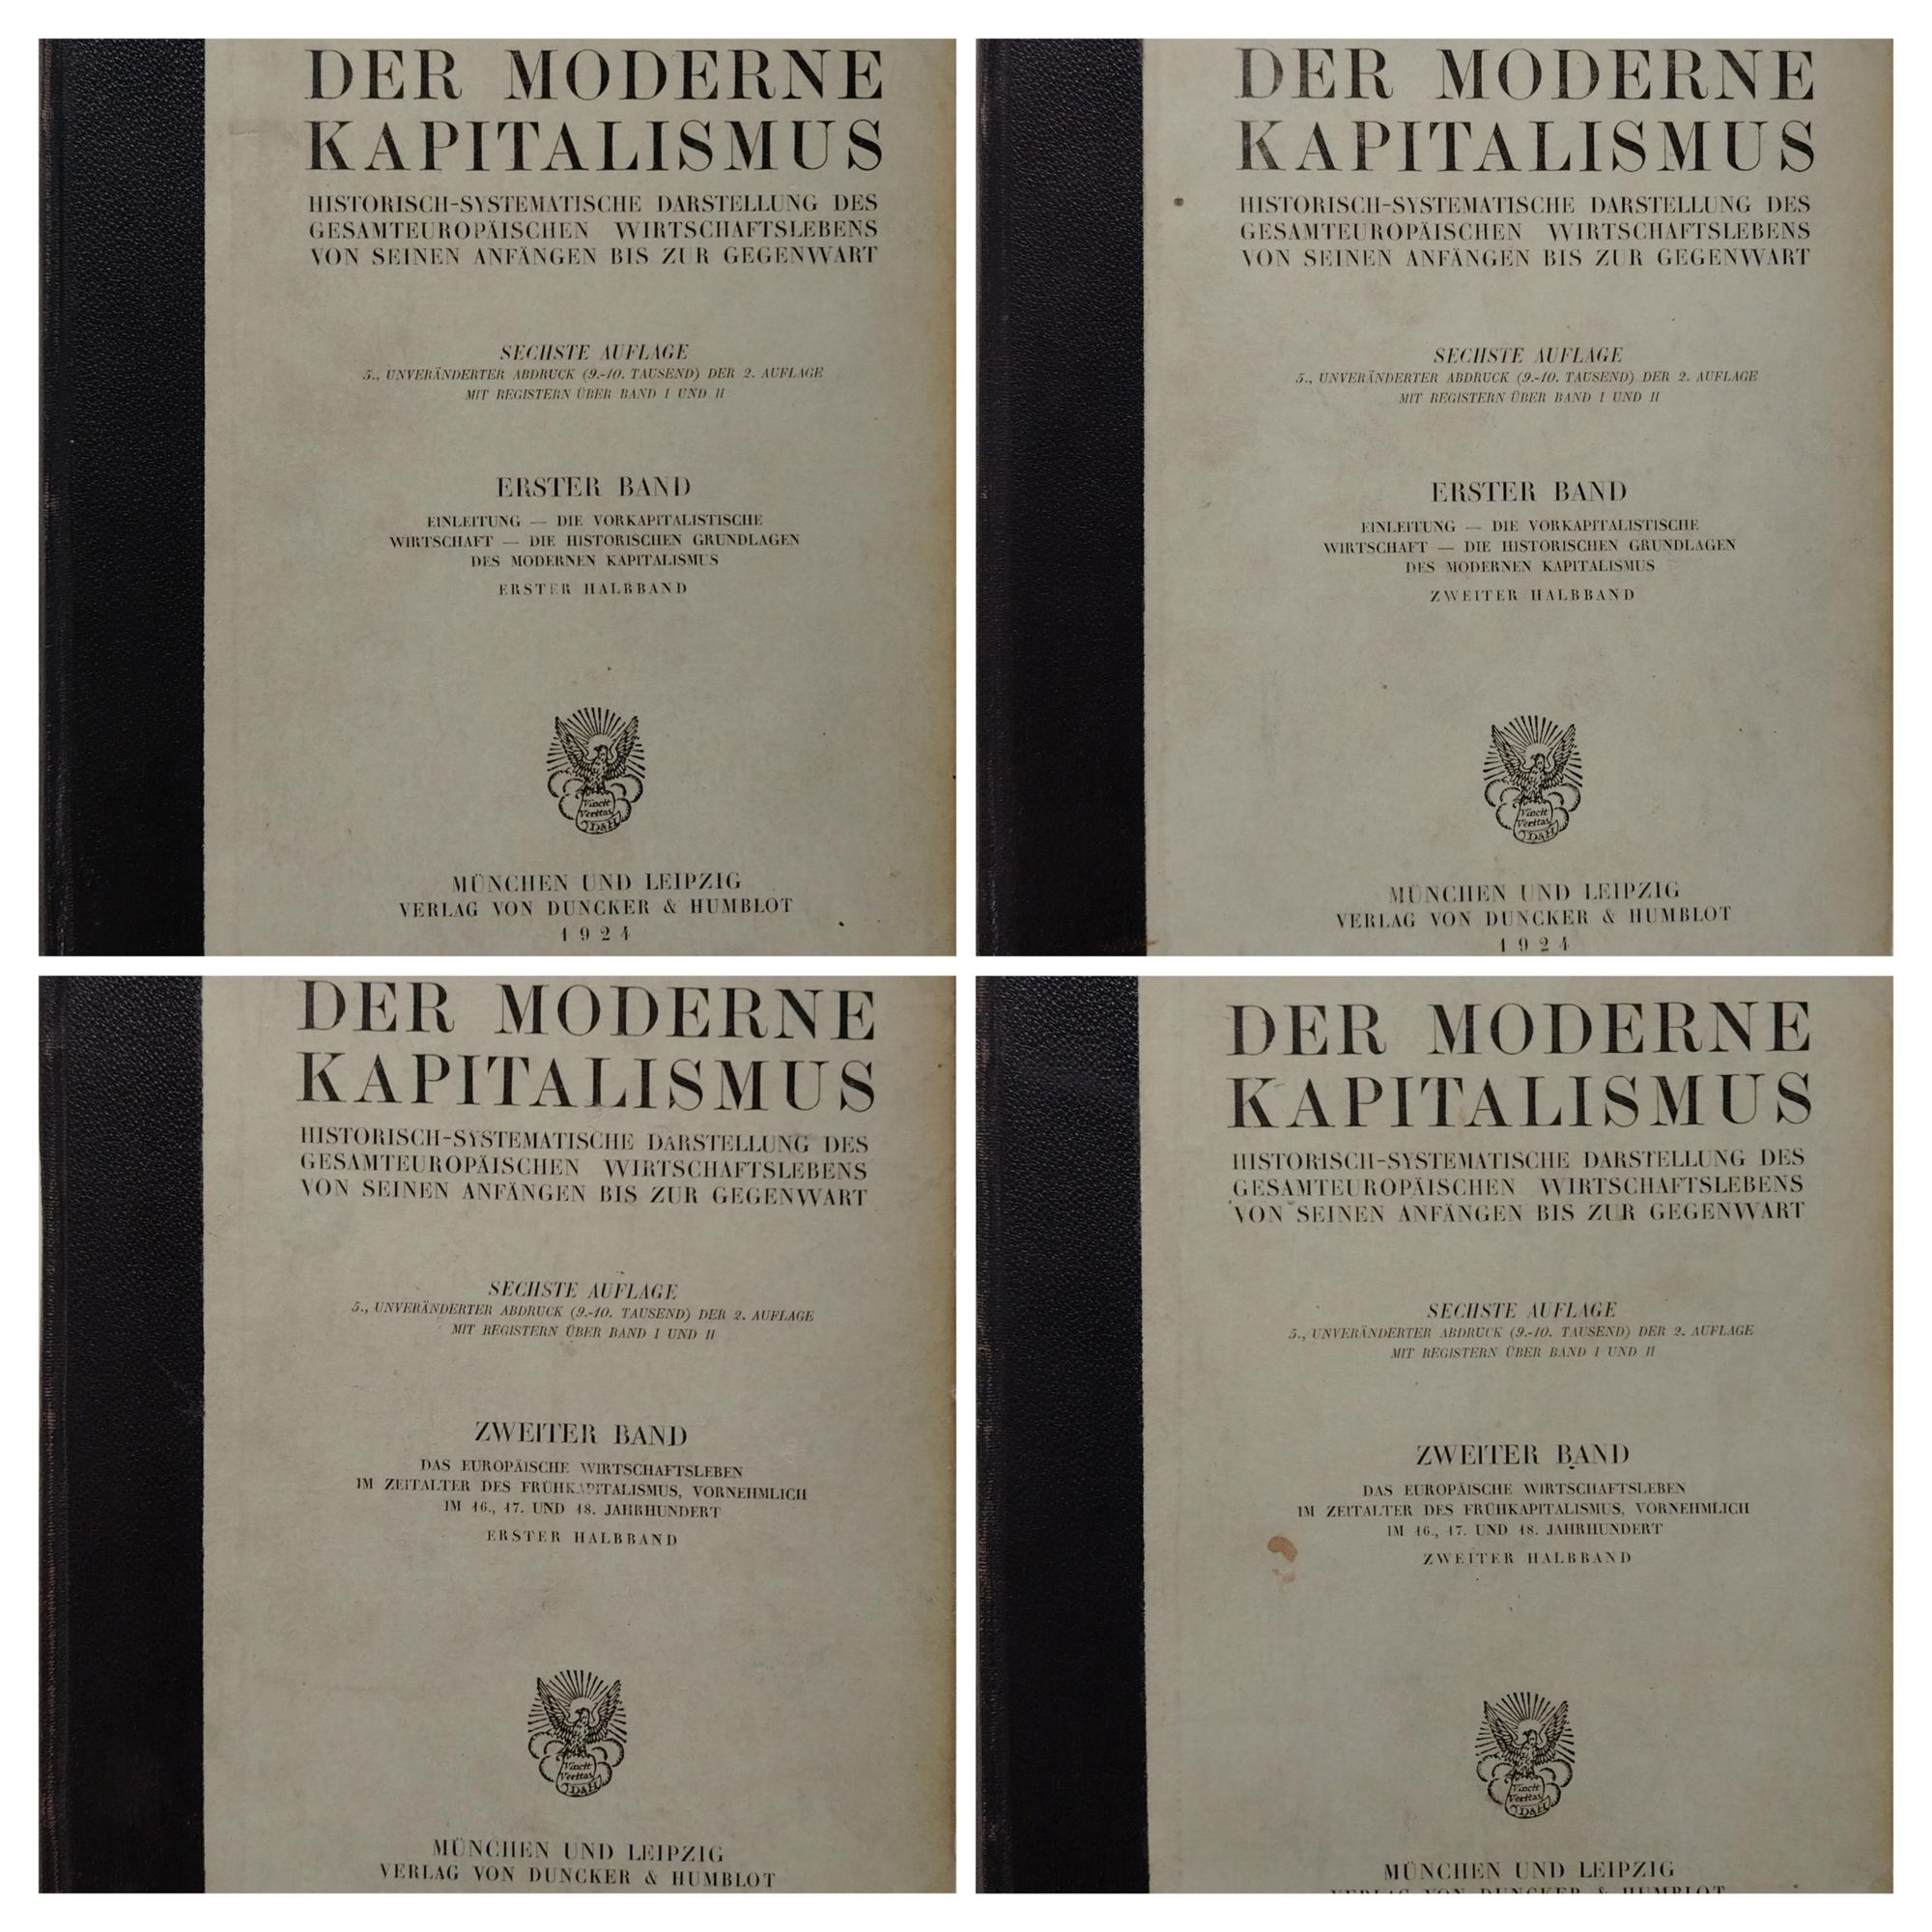 DER MODERNE
KAPITALISMUS
HISTORISCH-SYSTEMATISCHE DARSTELLUNG DES
GESAMTEUROPÄISCHEN WIRTSCHAFTSLEBENS
VON SEINEN ANFÄNGEN BIS ZUR GEGENWART
SECHSTE AUFLAGE
5., UNVERÄNDERTER ABDRUCK (9.-10. TAUSEND) DER 2. AUFLAGE
MIT REGISTERN ÜBER BAND I UND II
ERSTER BAND
EINLEITUNG — DIE VORKAPITALISTISCHE
WIRTSCHAFT — DIE HISTORISCHEN GRUNDLAGEN
DES MODERNEN KAPITALISMUS
ERSTER HALBBAND
Vincit
Veritas
D&H
MÜNCHEN UND LEIPZIG
VERLAG VON DUNCKER & HUMBLOT
1924
DER MODERNE
KAPITALISMUS
HISTORISCH-SYSTEMATISCHE DARSTELLUNG DES
GESAMTEUROPÄISCHEN WIRTSCHAFTSLEBENS
VON SEINEN ANFÄNGEN BIS ZUR GEGENWART
SECHSTE AUFLAGE
5., UNVERÄNDERTER ABDRUCK (9.-10. TAUSEND) DER 2. AUFLAGE
MIT REGISTERN ÜBER BAND I UND II
ERSTER BAND
EINLEITUNG — DIE VORKAPITALISTISCHE
WIRTSCHAFT — DIE HISTORISCHEN GRUNDLAGEN
DES MODERNEN KAPITALISMUS
ZWEITER HALBBAND
Vincit
Veritas
D&H
MÜNCHEN UND LEIPZIG
VERLAG VON DUNCKER & HUMBLOT
1924
DER MODERNE
KAPITALISMUS
HISTORISCH-SYSTEMATISCHE DARSTELLUNG DES
GESAMTEUROPÄISCHEN WIRTSCHAFTSLEBENS
VON SEINEN ANFÄNGEN BIS ZUR GEGENWART
SECHSTE AUFLAGE
5., UNVERÄNDERTER ABDRUCK (9.-10. TAUSEND) DER 2. AUFLAGE
MIT REGISTERN ÜBER BAND I UND II
ZWEITER BAND
DAS EUROPÄISCHE WIRTSCHAFTSLEBEN
IM ZEITALTER DES FRÜHKAPITALISMUS, VORNEHMLICH
IM 16., 17. UND 18. JAHRHUNDERT
ERSTER HALBBAND
Vincit
Veritas
D&H
MÜNCHEN UND LEIPZIG
VERLAG VON DUNCKER & HUMBLOT
DER MODERNE
KAPITALISMUS
HISTORISCH-SYSTEMATISCHE DARSTELLUNG DES
GESAMTEUROPÄISCHEN WIRTSCHAFTSLEBENS
VON SEINEN ANFÄNGEN BIS ZUR GEGENWART
SECHSTE AUFLAGE
5., UNVERÄNDERTER ABDRUCK (9.-10. TAUSEND) DER 2. AUFLAGE
MIT REGISTERN ÜBER BAND I UND II
ZWEITER BAND
DAS EUROPÄISCHE WIRTSCHAFTSLEBEN
IM ZEITALTER DES FRÜHKAPITALISMUS, VORNEHMLICH
IM 16., 17. UND 18. JAHRHUNDERT
ZWEITER HALBBAND
Vincit
Veritas
D&H
MÜNCHEN UND LEIPZIG